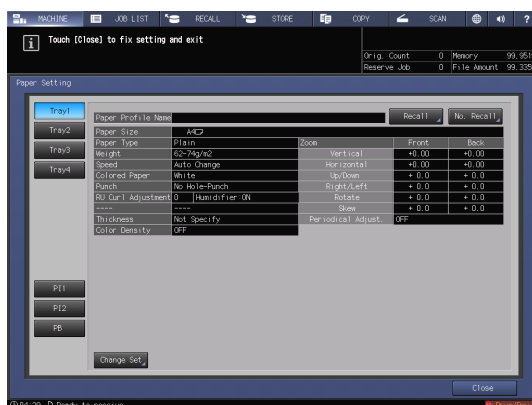 MACHINE JOB LIST RECALL STORE COPY SCAN ?
Touch [Close] to fix setting and exit
Orig. Count 0 Memory 99.951
Reserve Job 0 File Amount 99.335
Paper Setting
Tray1
Tray2
Tray3
Tray4
PI1
PI2
PB
Paper Profile Name Recall No. Recall
Paper Size A4
Paper Type Plain Zoom Front Back
Weight 62-74g/m2 Vertical +0.00 +0.00
Speed Auto Change Horizontal +0.00 +0.00
Colored Paper White Up/Down + 0.0 + 0.0
Punch No Hole-Punch Right/Left + 0.0 + 0.0
RU Curl Adjustment 0 Humidifier:ON Rotate + 0.0 + 0.0
---- ---- Skew + 0.0 + 0.0
Thickness Not Specify Periodical Adjust. OFF
Color Density OFF
Change Set
Close